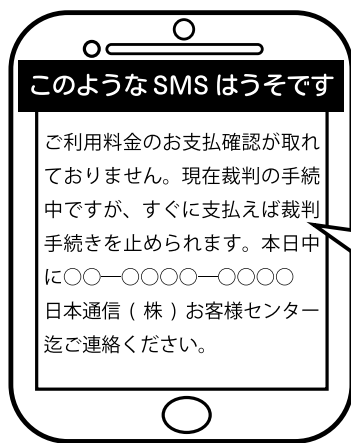 このようなSMSはうそです
ご利用料金のお支払確認が取れ
ておりません。現在裁判の手続
中ですが、すぐに支払えば裁判
手続きを止められます。本日中
に○○―○○○○―○○○○
日本通信（株）お客様センター
迄ご連絡ください。